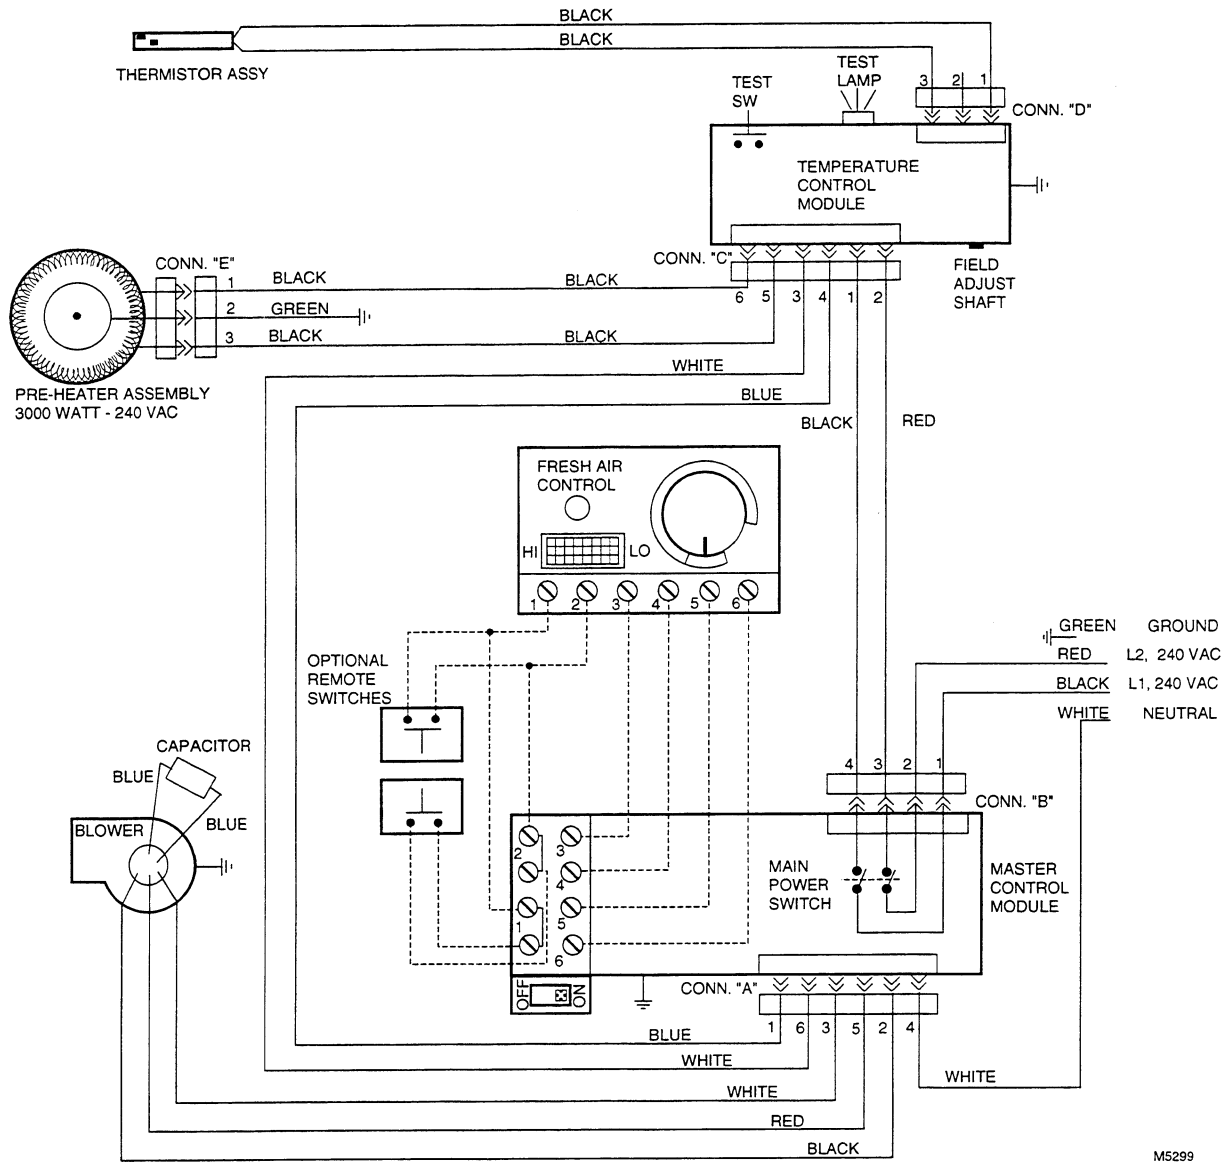 BLACK
BLACK
THERMISTOR ASSY
TEST
SW
TEST
LAMP
3 2 1
CONN. "D"
TEMPERATURE
CONTROL
MODULE
CONN. "C"
6 5 3 4 1 2
FIELD
ADJUST
SHAFT
CONN. "E"
1
BLACK
BLACK
2
GREEN
3
BLACK
BLACK
PRE-HEATER ASSEMBLY
3000 WATT - 240 VAC
WHITE
BLUE
BLACK
RED
FRESH AIR
CONTROL
HI
LO
1 2 3 4 5 6
GREEN GROUND
RED L2, 240 VAC
BLACK L1, 240 VAC
WHITE NEUTRAL
OPTIONAL
REMOTE
SWITCHES
CAPACITOR
BLUE
BLUE
BLOWER
4 3 2 1
CONN. "B"
2 3
4
1 5
6
MAIN
POWER
SWITCH
MASTER
CONTROL
MODULE
OFF
ON
CONN. "A"
1 6 3 5 2 4
BLUE
WHITE
WHITE
WHITE
RED
BLACK
M5299